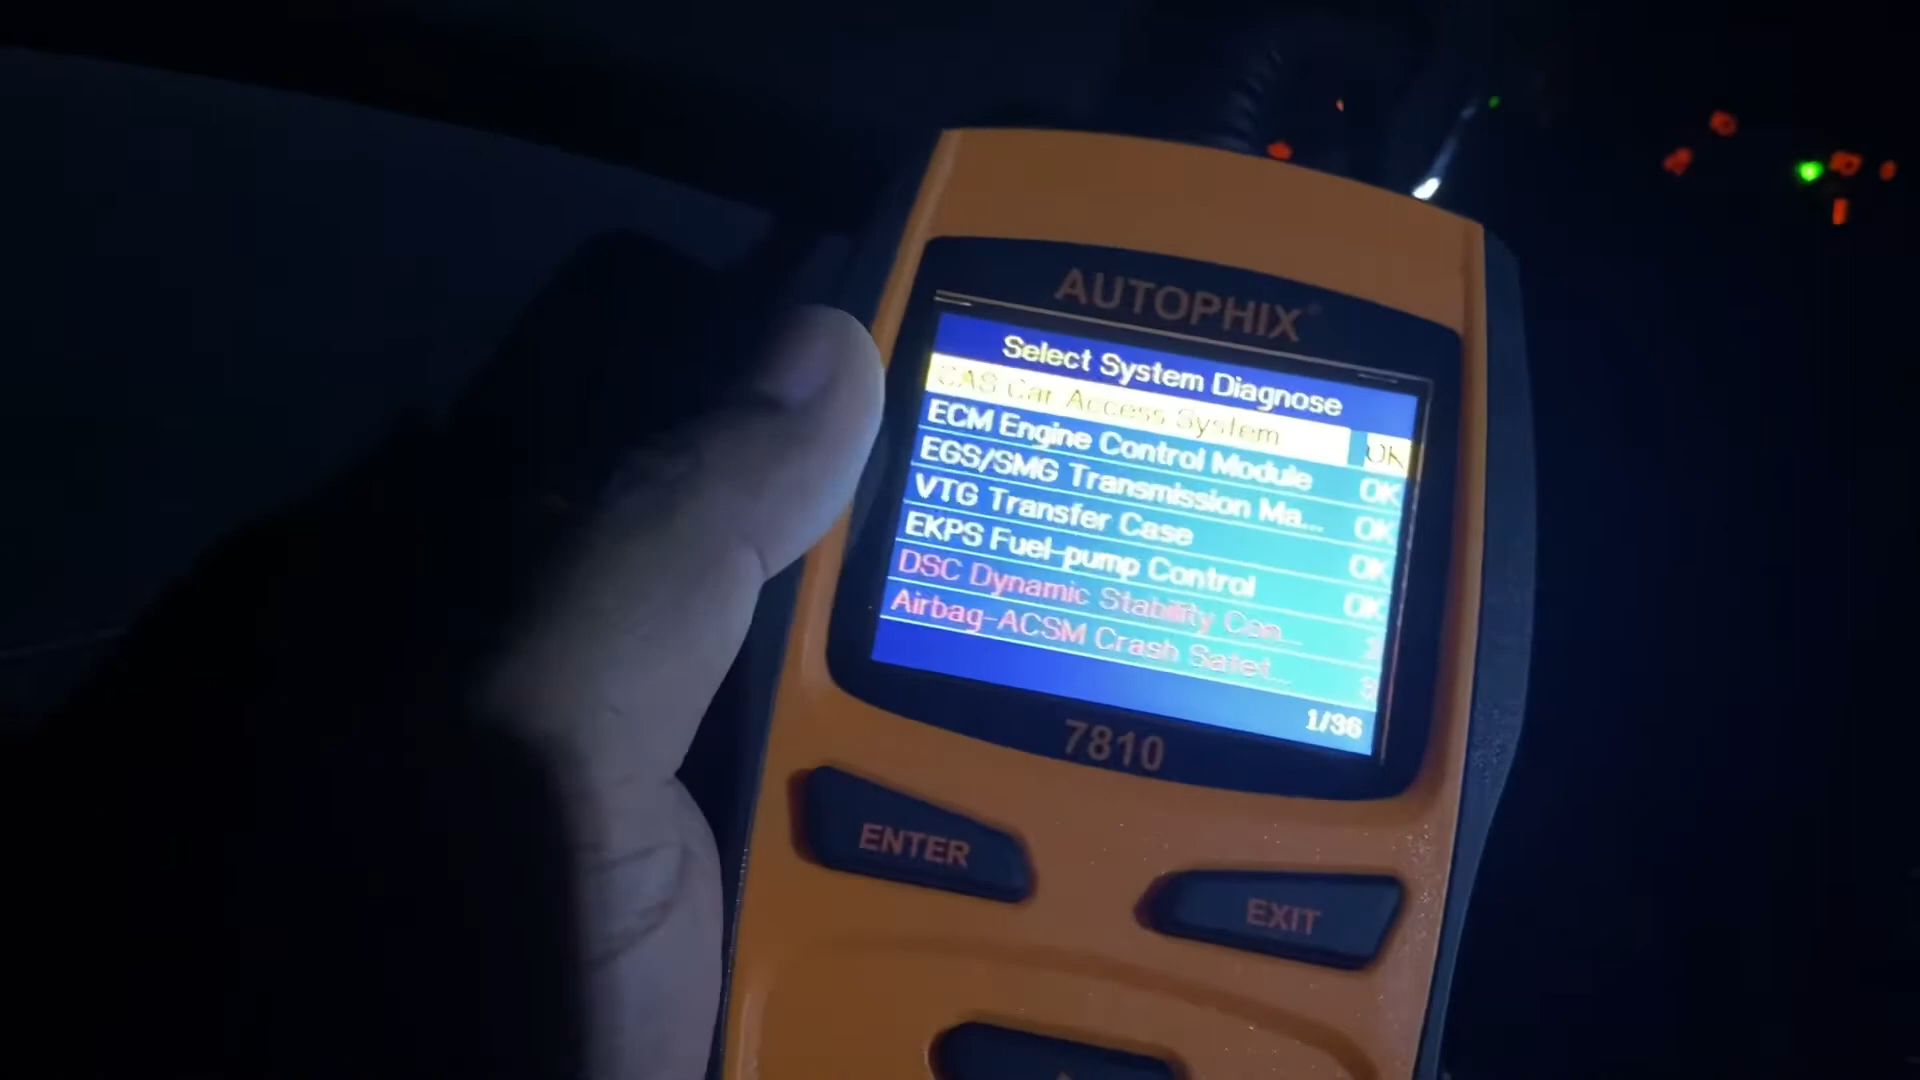 AUTOPHIX
Select System Diagnose
CAS Car Access System OK
ECM Engine Control Module OK
EGS/SMG Transmission Ma... OK
VTG Transfer Case OK
EKPS Fuel-pump Control OK
DSC Dynamic Stability Con...
Airbag-ACSM Crash Safet...
1/36
7810
ENTER
EXIT